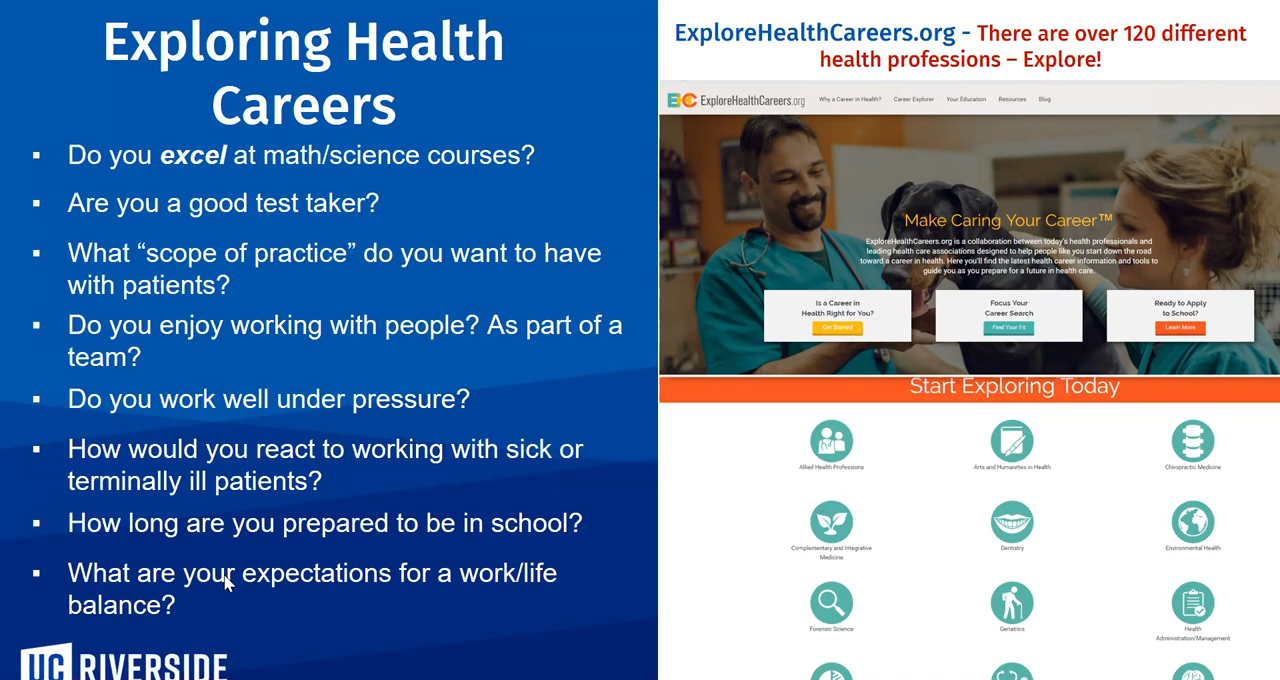 Exploring Health
Careers
▪ Do you excel at math/science courses?
▪ Are you a good test taker?
▪ What “scope of practice” do you want to have
with patients?
▪ Do you enjoy working with people? As part of a
team?
▪ Do you work well under pressure?
▪ How would you react to working with sick or
terminally ill patients?
▪ How long are you prepared to be in school?
▪ What are your expectations for a work/life
balance?
UC RIVERSIDE
ExploreHealthCareers.org - There are over 120 different
health professions – Explore!
EHC ExploreHealthCareers.org
Why a Career in Health? Career Explorer Your Education Resources Blog
Make Caring Your Career™
ExploreHealthCareers.org is a collaboration between today's health professionals and
leading health care associations designed to help people like you start down the road
toward a career in health. Here you'll find the latest health career information and tools to
guide you as you prepare for a future in health care.
Is a Career in
Health Right for You?
Get Started
Focus Your
Career Search
Find Your Fit
Ready to Apply
to School?
Learn More
Start Exploring Today
Allied Health Professions
Arts and Humanities in Health
Chiropractic Medicine
Complementary and Integrative
Medicine
Dentistry
Environmental Health
Forensic Science
Geriatrics
Health
Administration/Management